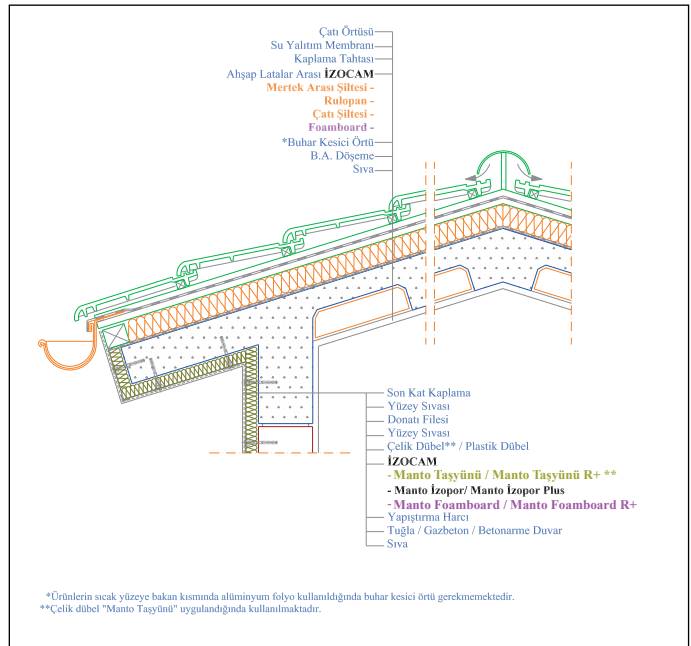 Çatı Örtüsü
Su Yalıtım Membranı
Kaplama Tahtası
Ahşap Latalar Arası İZOCAM
Mertek Arası Şiltesi -
Rulopan -
Çatı Şiltesi -
Foamboard -
*Buhar Kesici Örtü
B.A. Döşeme
Sıva
Son Kat Kaplama
Yüzey Sıvası
Donatı Filesi
Yüzey Sıvası
Çelik Dübel** / Plastik Dübel
İZOCAM
- Manto Taşyünü / Manto Taşyünü R+ **
- Manto İzopor/ Manto İzopor Plus
- Manto Foamboard / Manto Foamboard R+
Yapıştırma Harcı
Tuğla / Gazbeton / Betonarme Duvar
Sıva
*Ürünlerin sıcak yüzeye bakan kısmında alüminyum folyo kullanıldığında buhar kesici örtü gerekmemektedir.
**Çelik dübel "Manto Taşyünü" uygulandığında kullanılmaktadır.